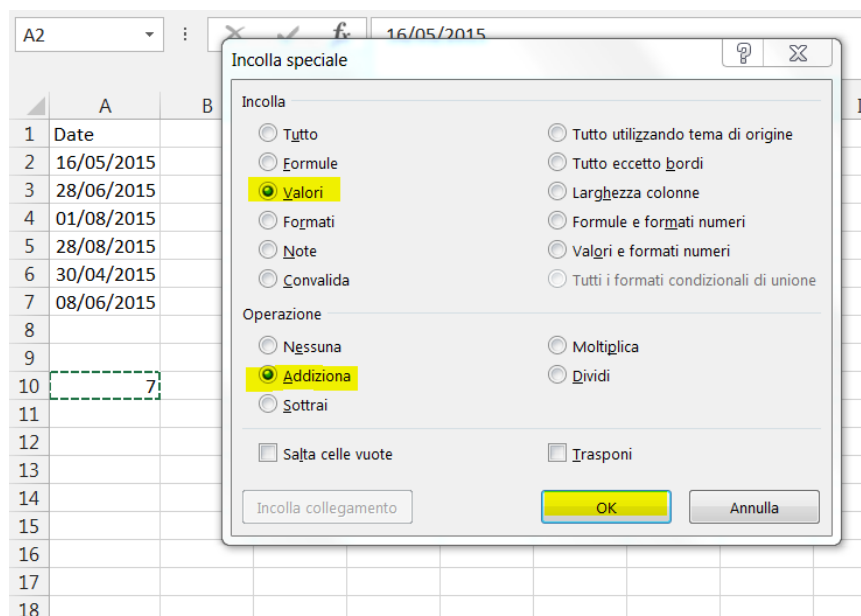 A2
fx 16/05/2015
Incolla speciale
A B
Incolla
1 Date
Tutto
Tutto utilizzando tema di origine
2 16/05/2015
Formule
Tutto eccetto bordi
3 28/06/2015
Valori
Larghezza colonne
4 01/08/2015
Formati
Formule e formati numeri
5 28/08/2015
Note
Valori e formati numeri
6 30/04/2015
Convalida
Tutti i formati condizionali di unione
7 08/06/2015
Operazione
8
Nessuna
Moltiplica
9
Addiziona
Dividi
10 7
Sottrai
11
12
Salta celle vuote
Trasponi
13
14
Incolla collegamento
OK
Annulla
15
16
17
18